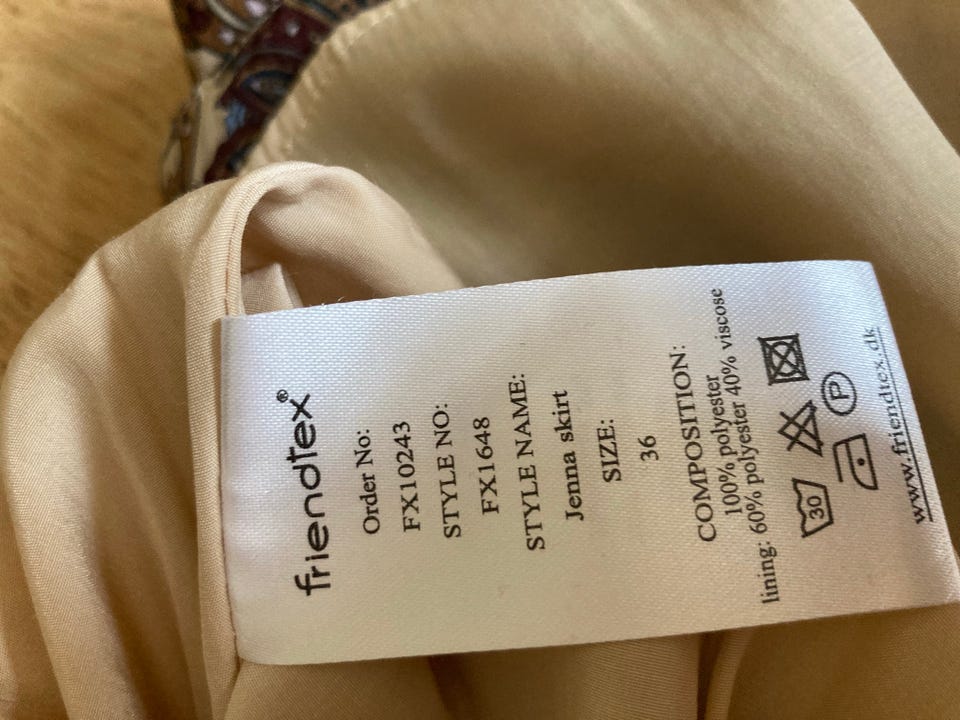 friendtex®
Order No:
FX10243
STYLE NO:
FX1648
STYLE NAME:
Jenna skirt
SIZE:
36
COMPOSITION:
100% polyester
lining: 60% polyester 40% viscose
30
P
www.friendtex.dk